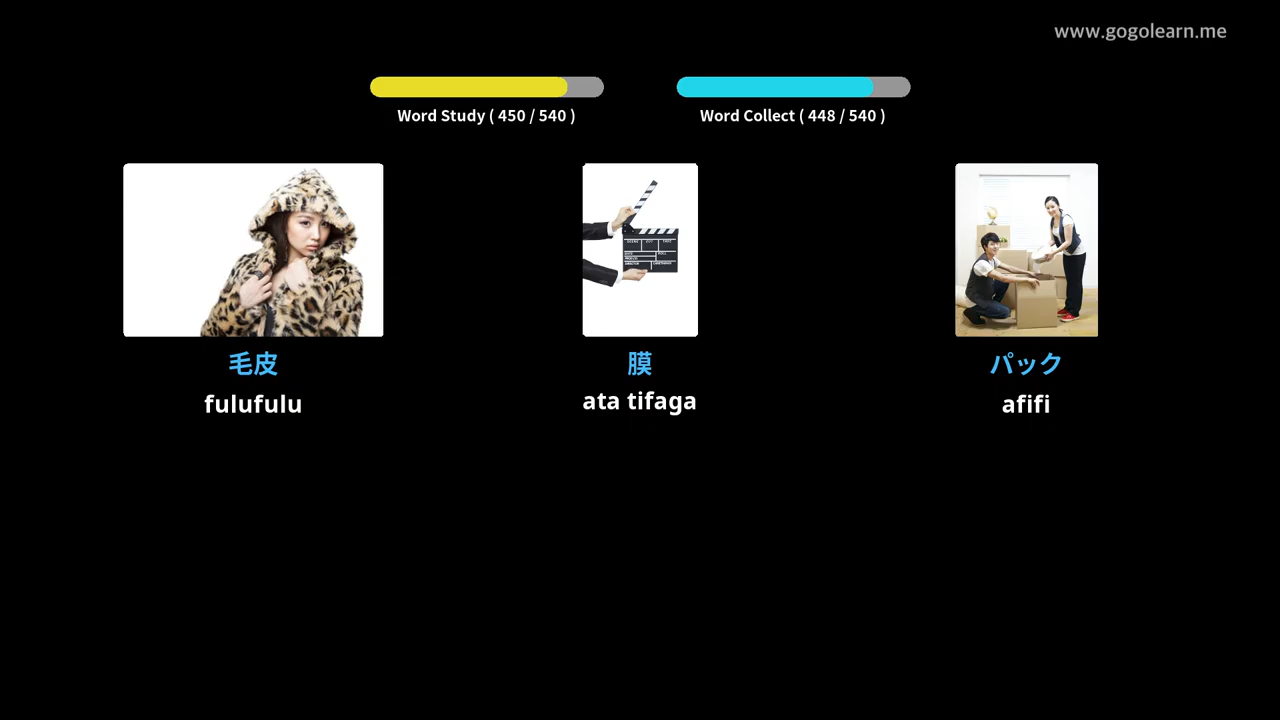 www.gogolearn.me
Word Study ( 450 / 540 )
Word Collect ( 448 / 540 )
毛皮
膜
パック
fulufulu
ata tifaga
afifi